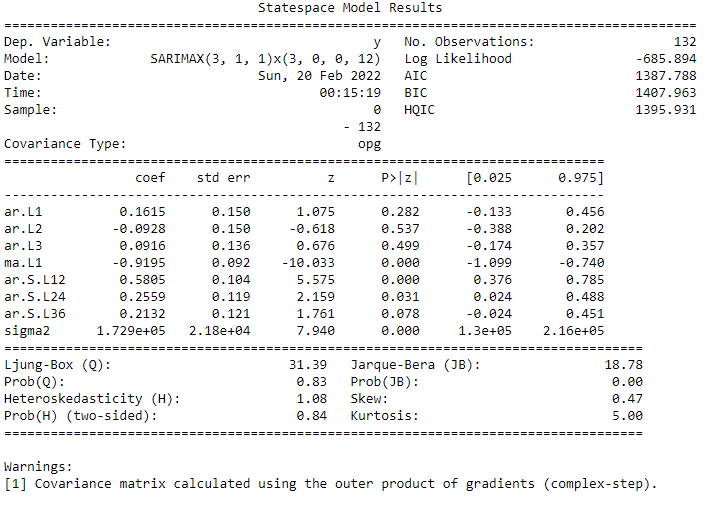 Statespace Model Results
==========================================================================================
Dep. Variable: y No. Observations: 132
Model: SARIMAX(3, 1, 1)x(3, 0, 0, 12) Log Likelihood -685.894
Date: Sun, 20 Feb 2022 AIC 1387.788
Time: 00:15:19 BIC 1407.963
Sample: 0 HQIC 1395.931
- 132
Covariance Type: opg
==============================================================================
coef std err z P>|z| [0.025 0.975]
------------------------------------------------------------------------------
ar.L1 0.1615 0.150 1.075 0.282 -0.133 0.456
ar.L2 -0.0928 0.150 -0.618 0.537 -0.388 0.202
ar.L3 0.0916 0.136 0.676 0.499 -0.174 0.357
ma.L1 -0.9195 0.092 -10.033 0.000 -1.099 -0.740
ar.S.L12 0.5805 0.104 5.575 0.000 0.376 0.785
ar.S.L24 0.2559 0.119 2.159 0.031 0.024 0.488
ar.S.L36 0.2132 0.121 1.761 0.078 -0.024 0.451
sigma2 1.729e+05 2.18e+04 7.940 0.000 1.3e+05 2.16e+05
===================================================================================
Ljung-Box (Q): 31.39 Jarque-Bera (JB): 18.78
Prob(Q): 0.83 Prob(JB): 0.00
Heteroskedasticity (H): 1.08 Skew: 0.47
Prob(H) (two-sided): 0.84 Kurtosis: 5.00
===================================================================================
Warnings:
[1] Covariance matrix calculated using the outer product of gradients (complex-step).